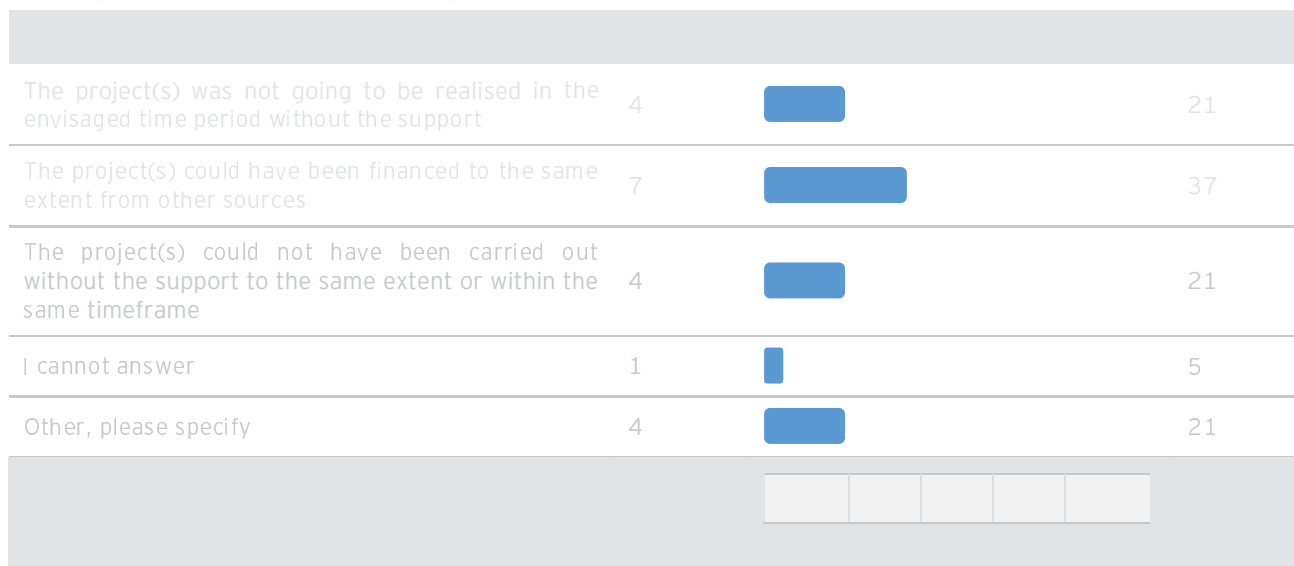 The project(s) was not going to be realised in the
envisaged time period without the support
4
21
The project(s) could have been financed to the same
extent from other sources
7
37
The project(s) could not have been carried out
without the support to the same extent or within the
same timeframe
4
21
I cannot answer
1
5
Other, please specify
4
21